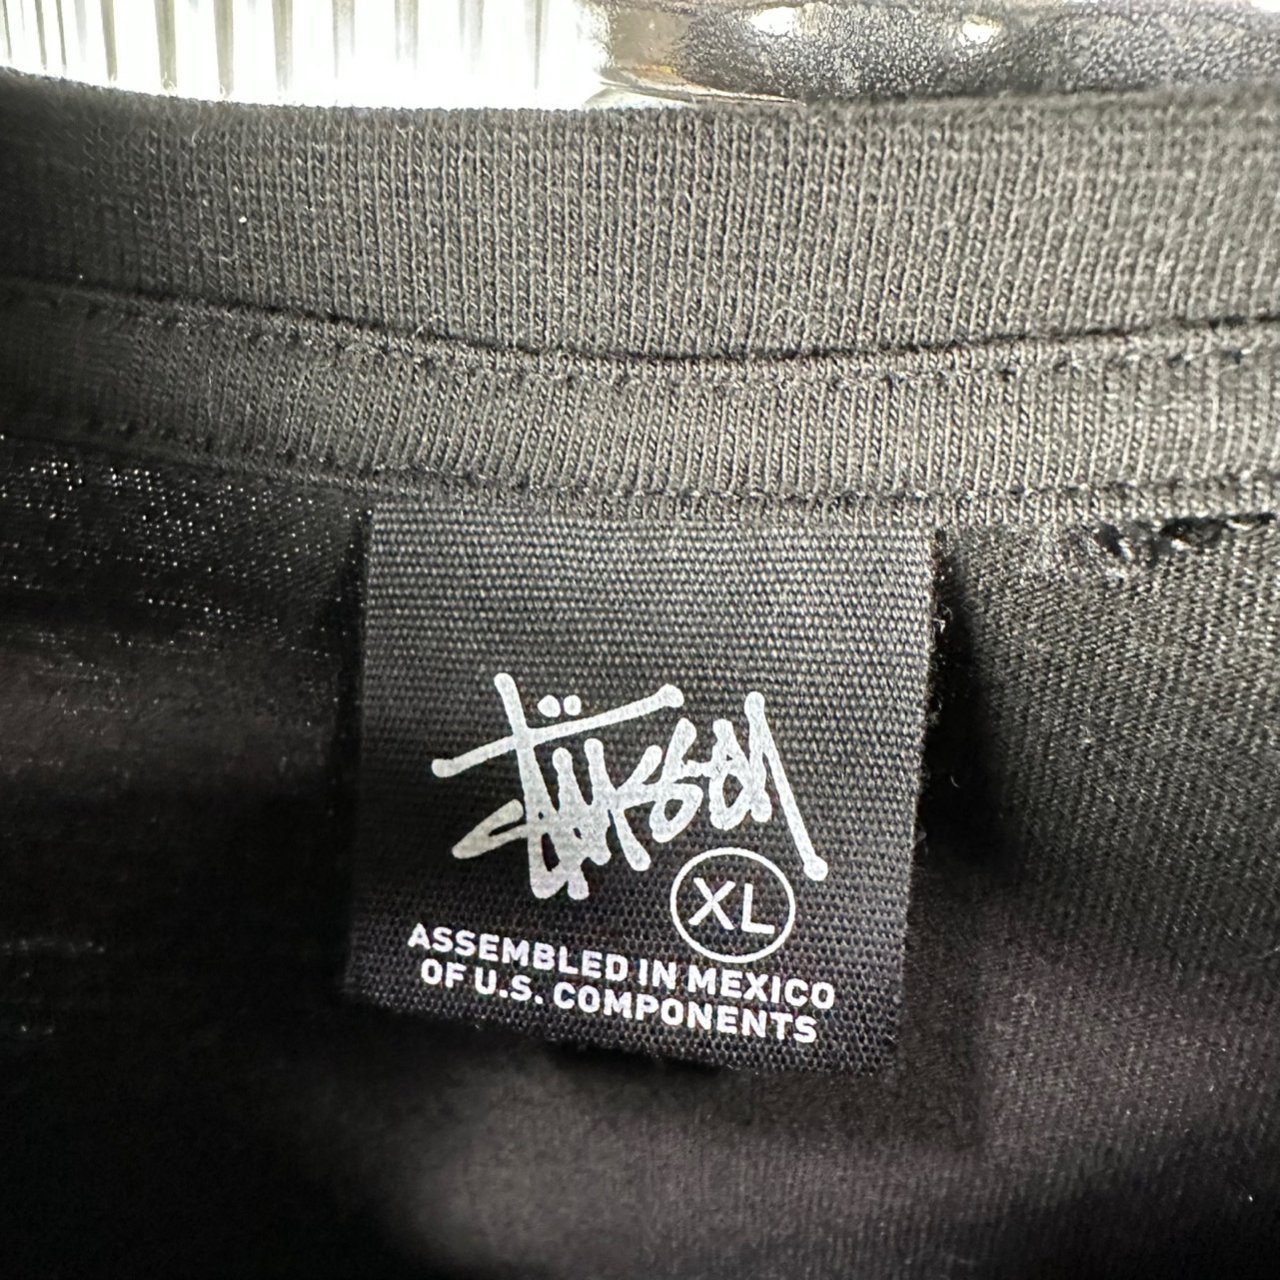 Stüssy
XL
ASSEMBLED IN MEXICO
OF U.S. COMPONENTS